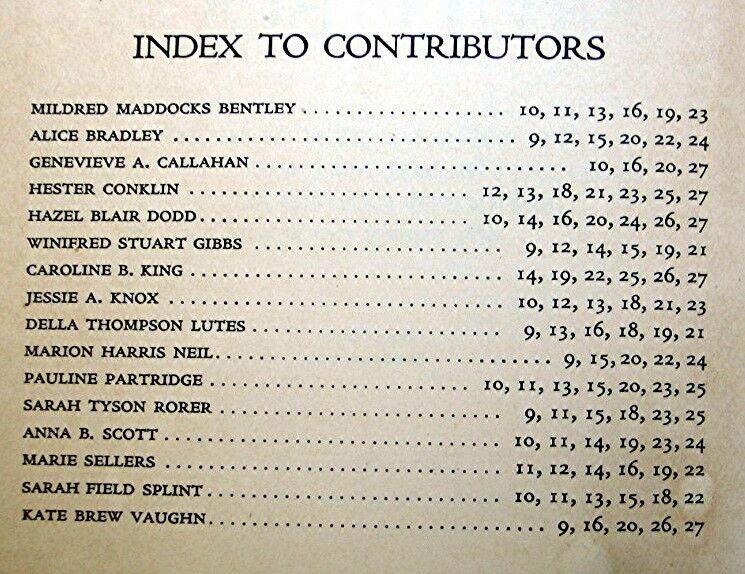 INDEX TO CONTRIBUTORS
MILDRED MADDOCKS BENTLEY .................... 10, 11, 13, 16, 19, 23
ALICE BRADLEY .................................. 9, 12, 15, 20, 22, 24
GENEVIEVE A. CALLAHAN ............................... 10, 16, 20, 27
HESTER CONKLIN ........................... 12, 13, 18, 21, 23, 25, 27
HAZEL BLAIR DODD ......................... 10, 14, 16, 20, 24, 26, 27
WINIFRED STUART GIBBS ........................ 9, 12, 14, 15, 19, 21
CAROLINE B. KING ............................... 14, 19, 22, 25, 26, 27
JESSIE A. KNOX ................................. 10, 12, 13, 18, 21, 23
DELLA THOMPSON LUTES ......................... 9, 13, 16, 18, 19, 21
MARION HARRIS NEIL ................................. 9, 15, 20, 22, 24
PAULINE PARTRIDGE ......................... 10, 11, 13, 15, 20, 23, 25
SARAH TYSON RORER ............................ 9, 11, 15, 18, 23, 25
ANNA B. SCOTT ................................. 10, 11, 14, 19, 23, 24
MARIE SELLERS ................................. 11, 12, 14, 16, 19, 22
SARAH FIELD SPLINT .............................. 10, 11, 13, 15, 18, 22
KATE BREW VAUGHN .................................. 9, 16, 20, 26, 27